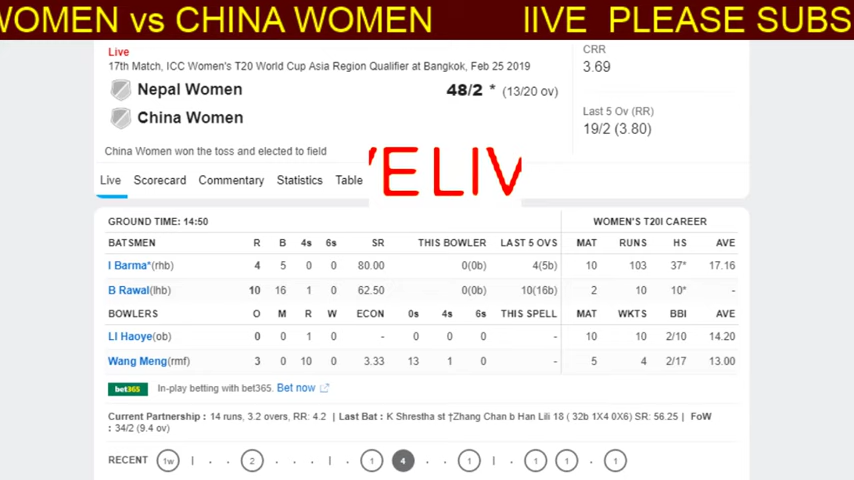 WOMEN vs CHINA WOMEN LIVE PLEASE SUBS
Live
17th Match, ICC Women's T20 World Cup Asia Region Qualifier at Bangkok, Feb 25 2019
Nepal Women 48/2 * (13/20 ov)
China Women
China Women won the toss and elected to field
CRR
3.69
Last 5 Ov (RR)
19/2 (3.80)
Live Scorecard Commentary Statistics Table
ELIV
GROUND TIME: 14:50 WOMEN'S T20I CAREER
BATSMEN R B 4s 6s SR THIS BOWLER LAST 5 OVS MAT RUNS HS AVE
I Barma*(rhb) 4 5 0 0 80.00 0(0b) 4(5b) 10 103 37* 17.16
B Rawal(lhb) 10 16 1 0 62.50 0(0b) 10(16b) 2 10 10* -
BOWLERS O M R W ECON 0s 4s 6s THIS SPELL MAT WKTS BBI AVE
LI Haoye(ob) 0 0 1 0 - 0 0 0 - 10 10 2/10 14.20
Wang Meng(rmf) 3 0 10 0 3.33 13 1 0 - 5 4 2/17 13.00
bet365 In-play betting with bet365. Bet now
Current Partnership : 14 runs, 3.2 overs, RR: 4.2 | Last Bat : K Shrestha st †Zhang Chan b Han Lili 18 ( 32b 1X4 0X6) SR: 56.25 | FoW
: 34/2 (9.4 ov)
RECENT 1w | . . 2 . . . | . 1 4 . . 1 | . 1 1 . 1